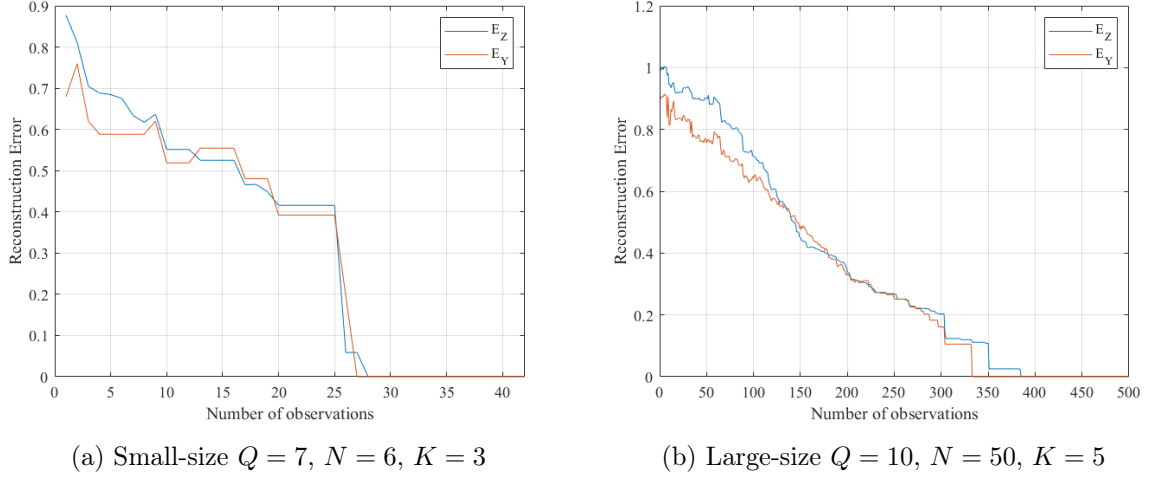 0.9
0.8
0.7
0.6
0.5
0.4
0.3
0.2
0.1
0
Reconstruction Error
E_Z
E_Y
0 5 10 15 20 25 30 35 40
Number of observations
(a) Small-size Q = 7, N = 6, K = 3
1.2
1
0.8
0.6
0.4
0.2
0
Reconstruction Error
E_Z
E_Y
0 50 100 150 200 250 300 350 400 450 500
Number of observations
(b) Large-size Q = 10, N = 50, K = 5